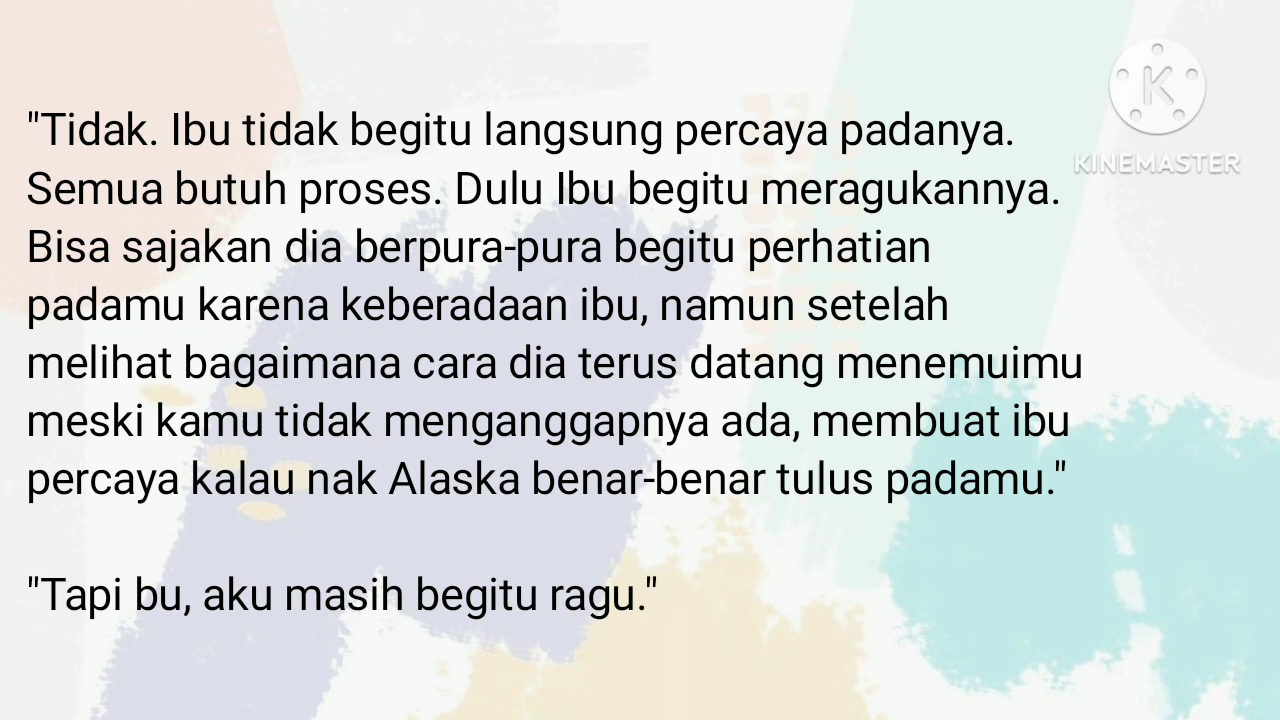 "Tidak. Ibu tidak begitu langsung percaya padanya.
Semua butuh proses. Dulu Ibu begitu meragukannya.
Bisa sajakan dia berpura-pura begitu perhatian
padamu karena keberadaan ibu, namun setelah
melihat bagaimana cara dia terus datang menemuimu
meski kamu tidak menganggapnya ada, membuat ibu
percaya kalau nak Alaska benar-benar tulus padamu."
"Tapi bu, aku masih begitu ragu."
K
KINEMASTER